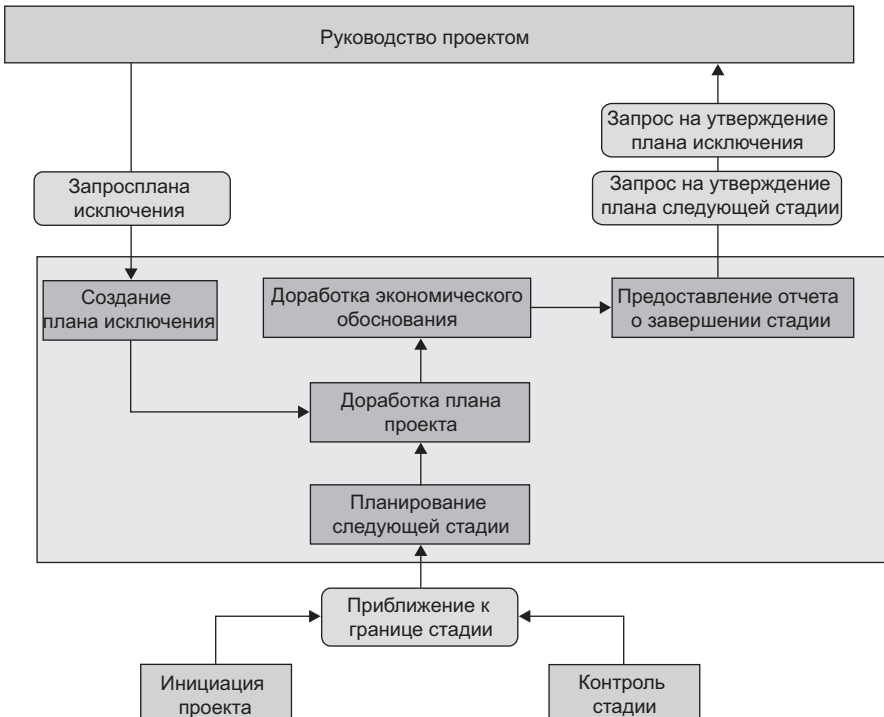 Руководство проектом
Запрос на утверждение
плана исключения
Запросплана
исключения
Запрос на утверждение
плана следующей стадии
Создание
плана исключения
Доработка экономического
обоснования
Предоставление отчета
о завершении стадии
Доработка плана
проекта
Планирование
следующей стадии
Приближение к
границе стадии
Инициация
проекта
Контроль
стадии